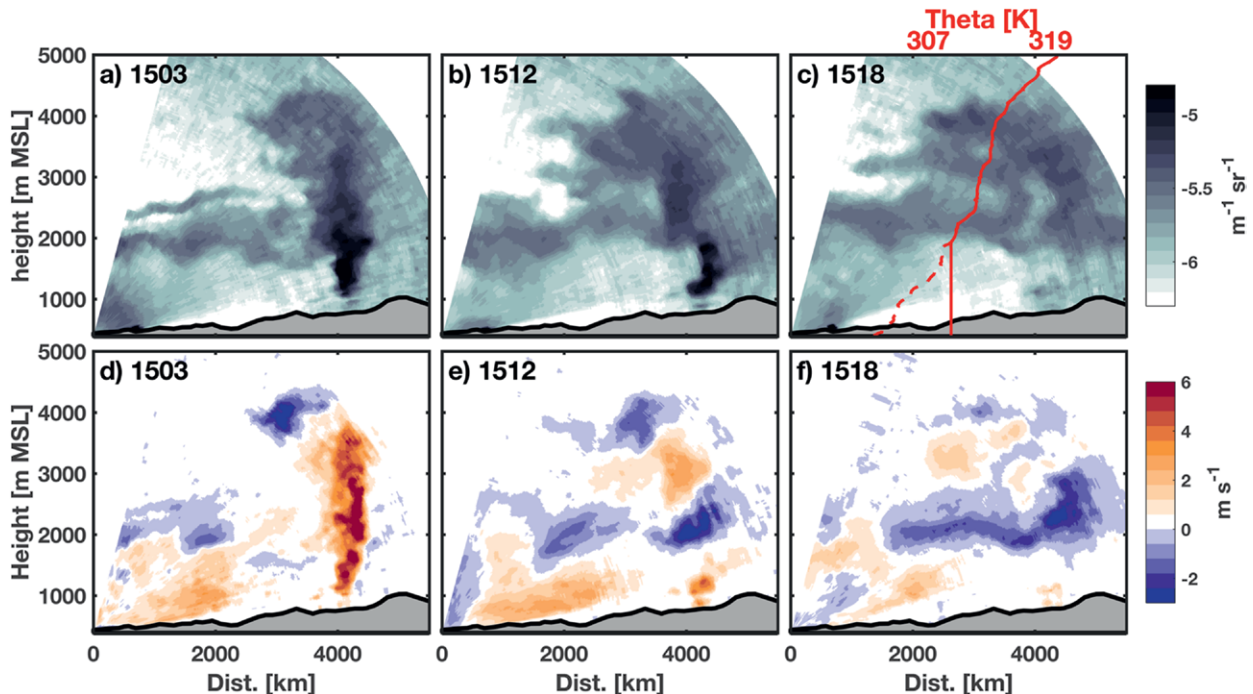 Theta [K]
307 319
a) 1503 b) 1512 c) 1518
5000
4000
3000
2000
1000
height [m MSL]
-5
-5.5
-6
m⁻¹ sr⁻¹
d) 1503 e) 1512 f) 1518
5000
4000
3000
2000
1000
Height [m MSL]
6
4
2
0
-2
m s⁻¹
0 2000 4000 0 2000 4000 0 2000 4000
Dist. [km] Dist. [km] Dist. [km]